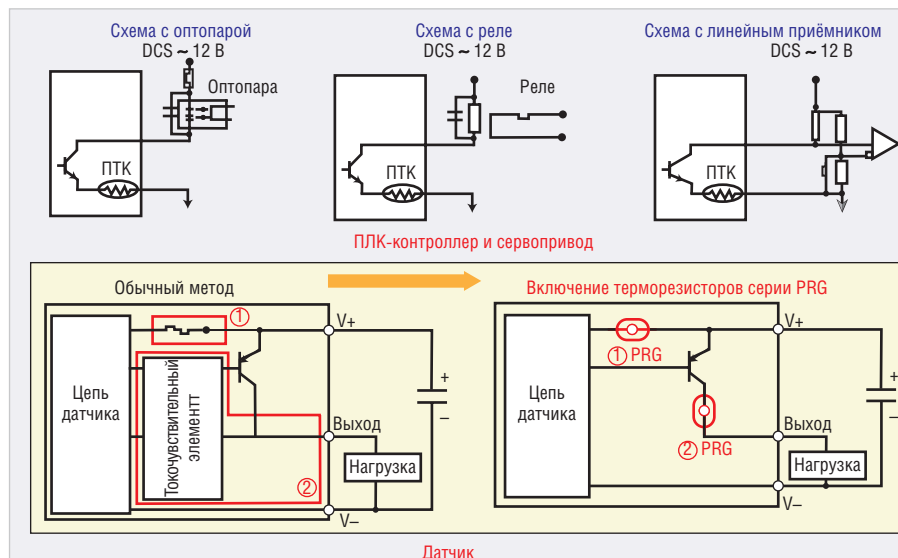 Схема с оптопарой
DCS ~ 12 В
Оптопара
ПТК
Схема с реле
DCS ~ 12 В
Реле
ПТК
Схема с линейным приёмником
DCS ~ 12 В
ПТК
ПЛК-контроллер и сервопривод
Обычный метод
1
V+
Цепь
датчика
Токочувствительный
элементт
+
–
Выход
Нагрузка
2
V–
Включение терморезисторов серии PRG
V+
1 PRG
Цепь
датчика
+
–
Выход
2 PRG
Нагрузка
V–
Датчик